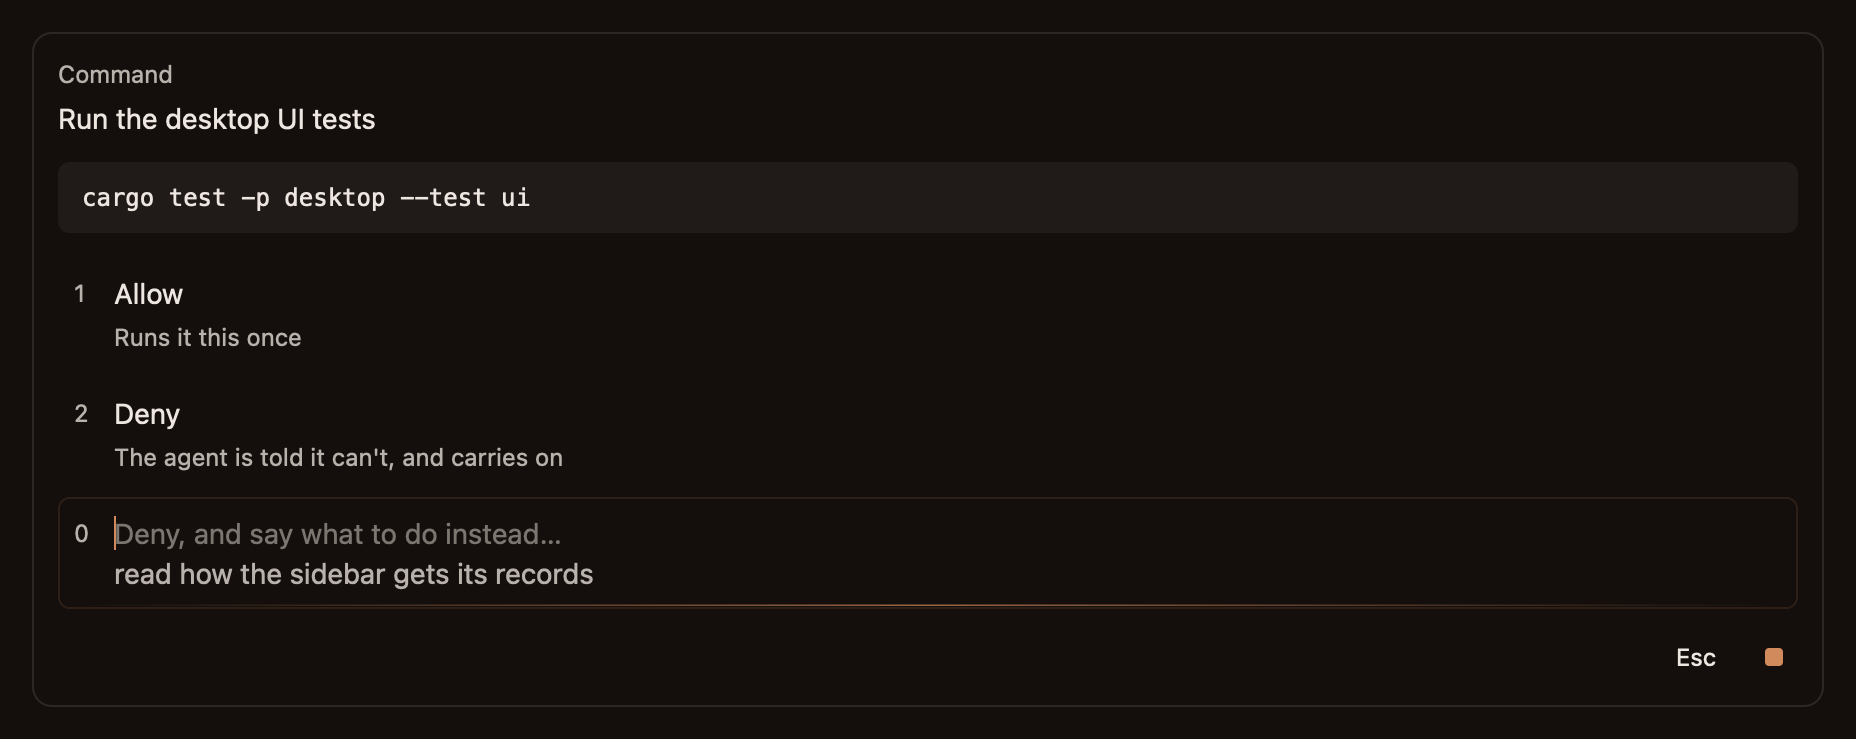 Command
Run the desktop UI tests
cargo test -p desktop --test ui
1 Allow
Runs it this once
2 Deny
The agent is told it can't, and carries on
0 Deny, and say what to do instead...
read how the sidebar gets its records
Esc